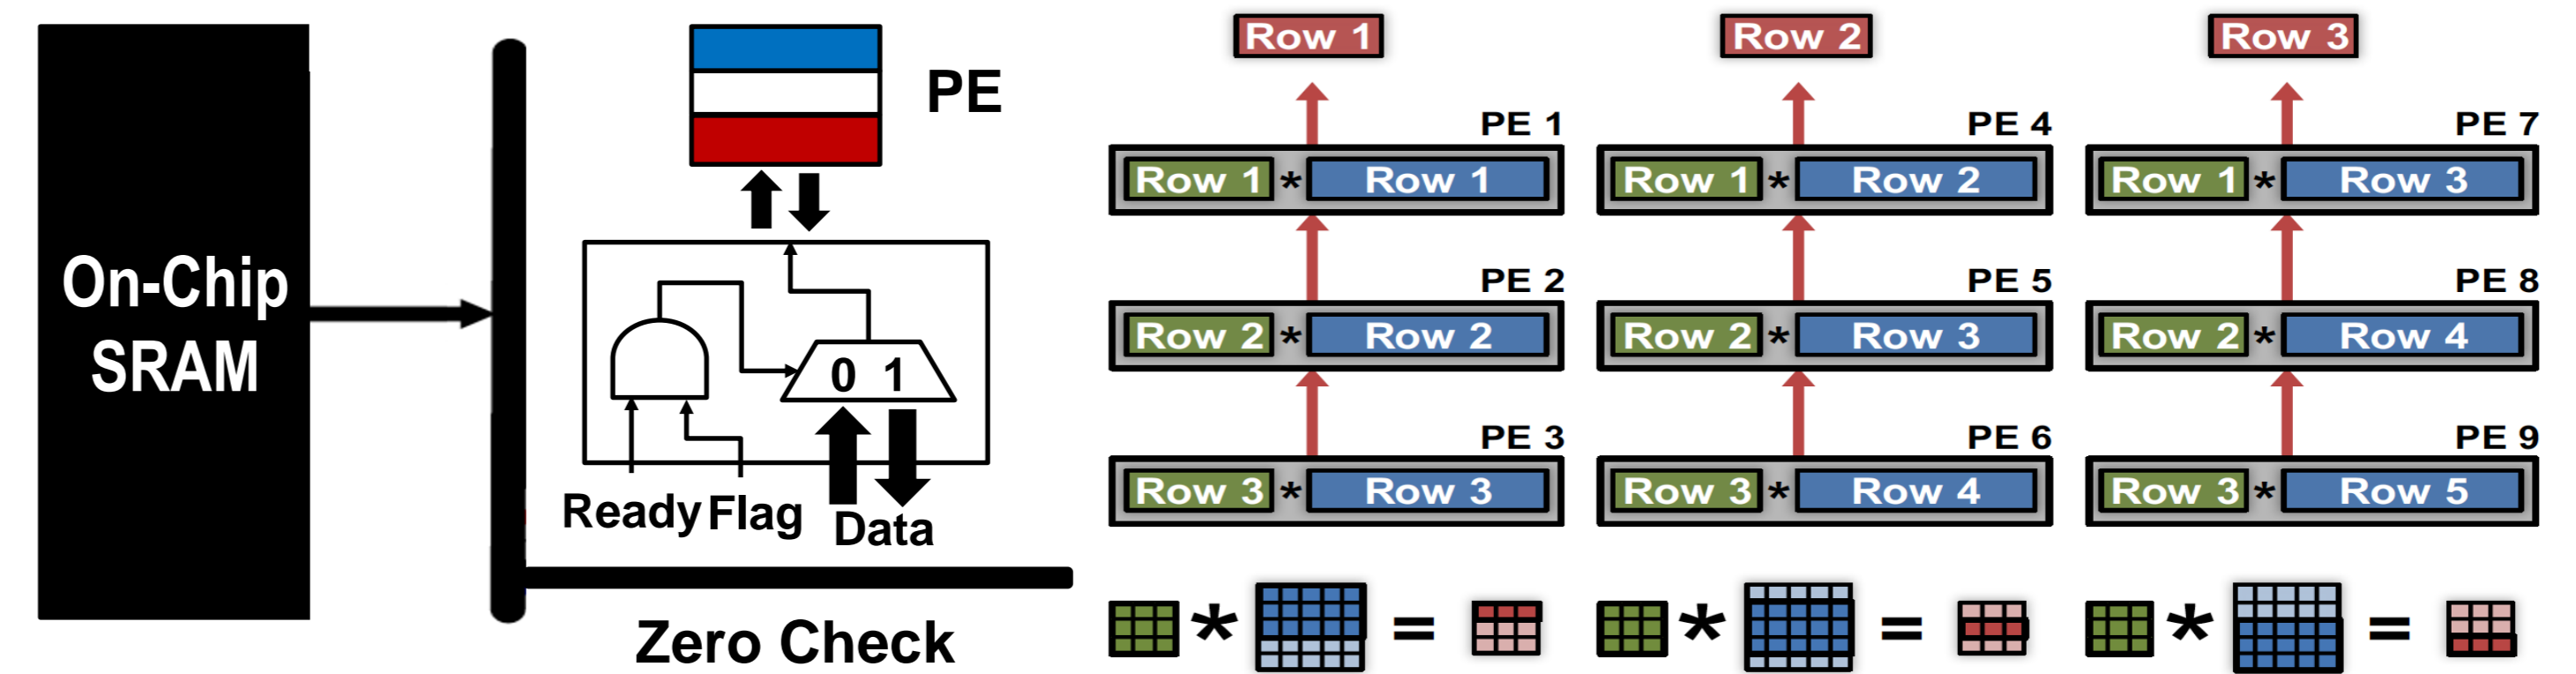 On-Chip
SRAM
PE
0 1
Ready Flag
Data
Zero Check
Row 1
Row 2
Row 3
PE 1
PE 4
PE 7
Row 1 * Row 1
Row 1 * Row 2
Row 1 * Row 3
PE 2
PE 5
PE 8
Row 2 * Row 2
Row 2 * Row 3
Row 2 * Row 4
PE 3
PE 6
PE 9
Row 3 * Row 3
Row 3 * Row 4
Row 3 * Row 5
* =
* =
* =